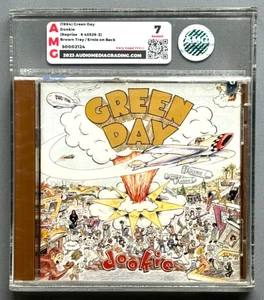 AMG
(1994) Green Day
Dookie
(Reprise - 9 45529-2)
Brown Tray / Ernie on Back
S0002124
2023 AUDIOMEDIAGRADING.COM
7
GREEN
DAY
dookie